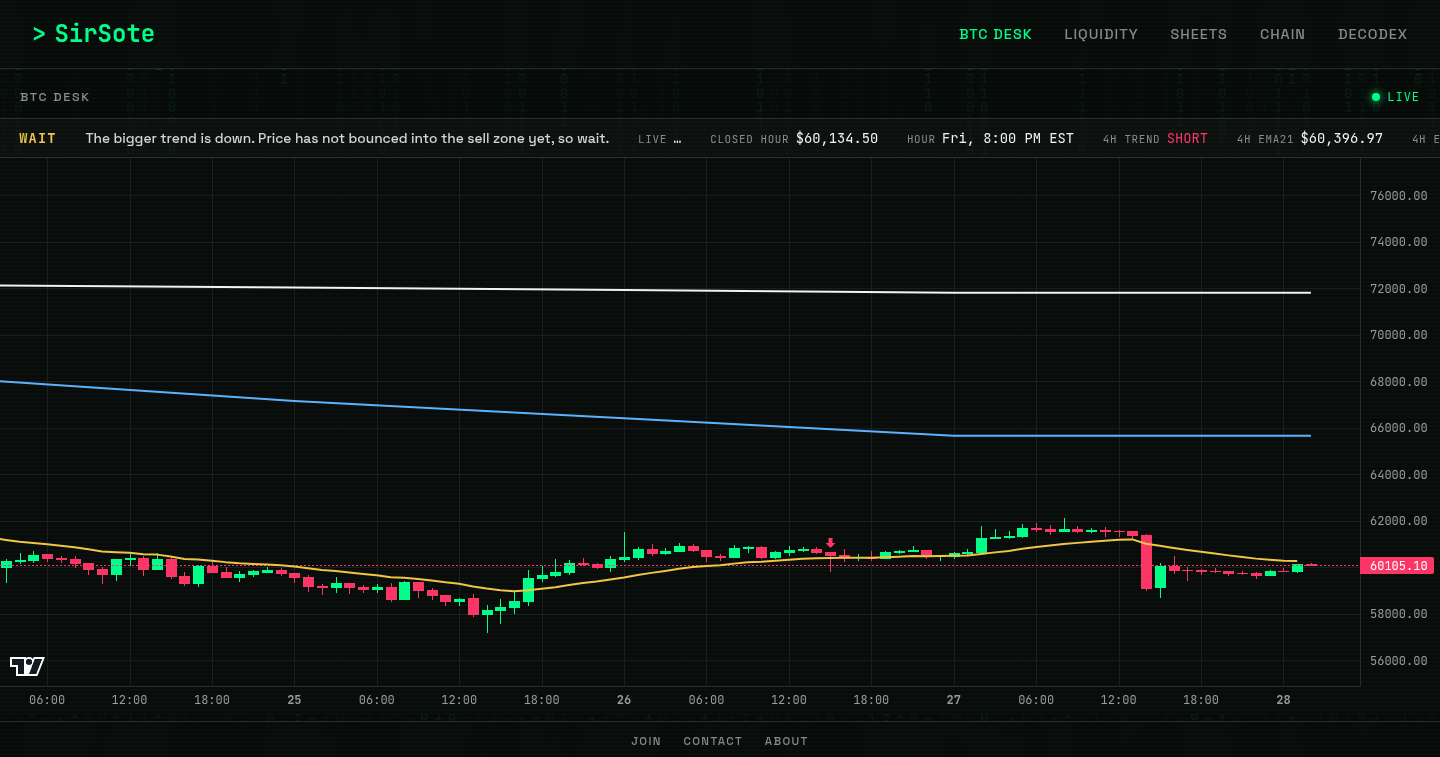 > SirSote
BTC DESK LIQUIDITY SHEETS CHAIN DECODEX
BTC DESK
LIVE
WAIT The bigger trend is down. Price has not bounced into the sell zone yet, so wait. LIVE … CLOSED HOUR $60,134.50 HOUR Fri, 8:00 PM EST 4H TREND SHORT 4H EMA21 $60,396.97 4H E
76000.00
74000.00
72000.00
70000.00
68000.00
66000.00
64000.00
62000.00
60105.10
58000.00
56000.00
06:00 12:00 18:00 25 06:00 12:00 18:00 26 06:00 12:00 18:00 27 06:00 12:00 18:00 28
JOIN CONTACT ABOUT